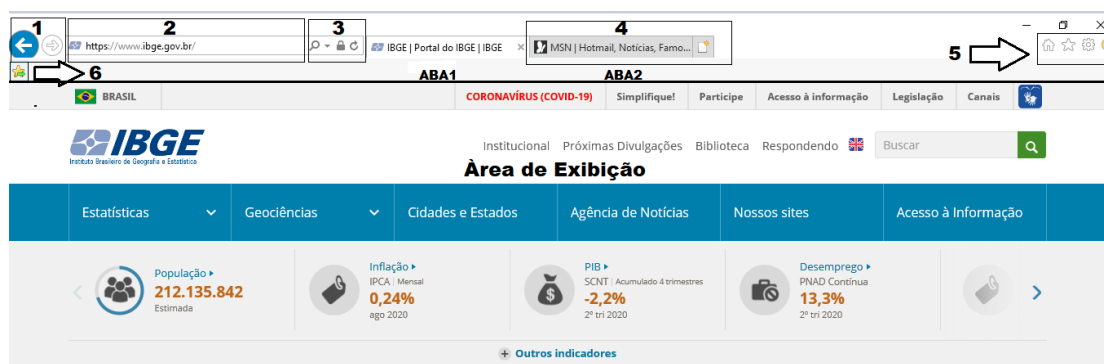 1 2 3 4
https://www.ibge.gov.br/ IBGE | Portal do IBGE | IBGE × MSN | Hotmail, Notícias, Famo...
5
6 ABA1 ABA2
BRASIL CORONAVÍRUS (COVID-19) Simplifique! Participe Acesso à informação Legislação Canais
IBGE Institucional Próximas Divulgações Biblioteca Respondendo Buscar
Instituto Brasileiro de Geografia e Estatística
Àrea de Exibição
Estatísticas Geociências Cidades e Estados Agência de Notícias Nossos sites Acesso à Informação
População Inflação PIB Desemprego
IPCA | Mensal SCNT | Acumulado 4 trimestres PNAD Contínua
212.135.842 0,24% -2,2% 13,3%
Estimada ago 2020 2º tri 2020 2º tri 2020
+ Outros indicadores